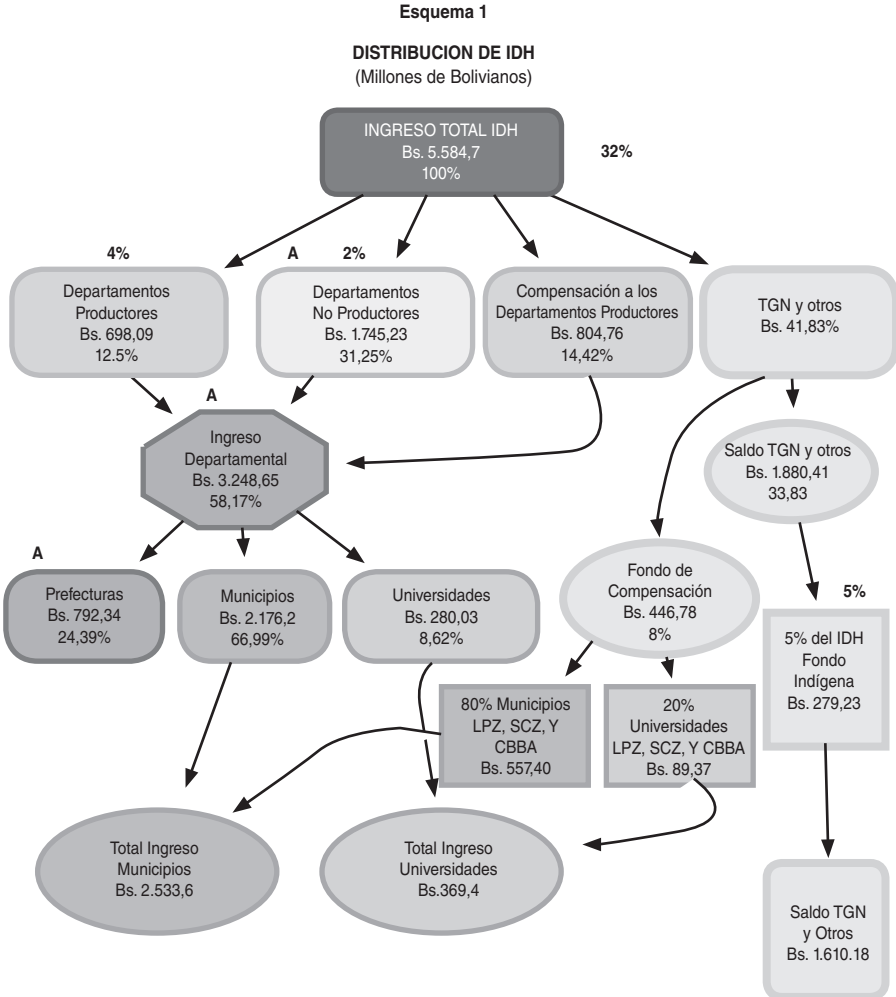 Esquema 1
DISTRIBUCION DE IDH
(Millones de Bolivianos)
INGRESO TOTAL IDH
Bs. 5.584,7
100%
32%
4%
A
2%
Departamentos
Productores
Bs. 698,09
12.5%
Departamentos
No Productores
Bs. 1.745,23
31,25%
Compensación a los
Departamentos Productores
Bs. 804,76
14,42%
TGN y otros
Bs. 41,83%
A
Ingreso
Departamental
Bs. 3.248,65
58,17%
Saldo TGN y otros
Bs. 1.880,41
33,83
A
Prefecturas
Bs. 792,34
24,39%
Municipios
Bs. 2.176,2
66,99%
Universidades
Bs. 280,03
8,62%
Fondo de
Compensación
Bs. 446,78
8%
5%
5% del IDH
Fondo
Indígena
Bs. 279,23
80% Municipios
LPZ, SCZ, Y
CBBA
Bs. 557,40
20%
Universidades
LPZ, SCZ, Y CBBA
Bs. 89,37
Total Ingreso
Municipios
Bs. 2.533,6
Total Ingreso
Universidades
Bs.369,4
Saldo TGN
y Otros
Bs. 1.610.18